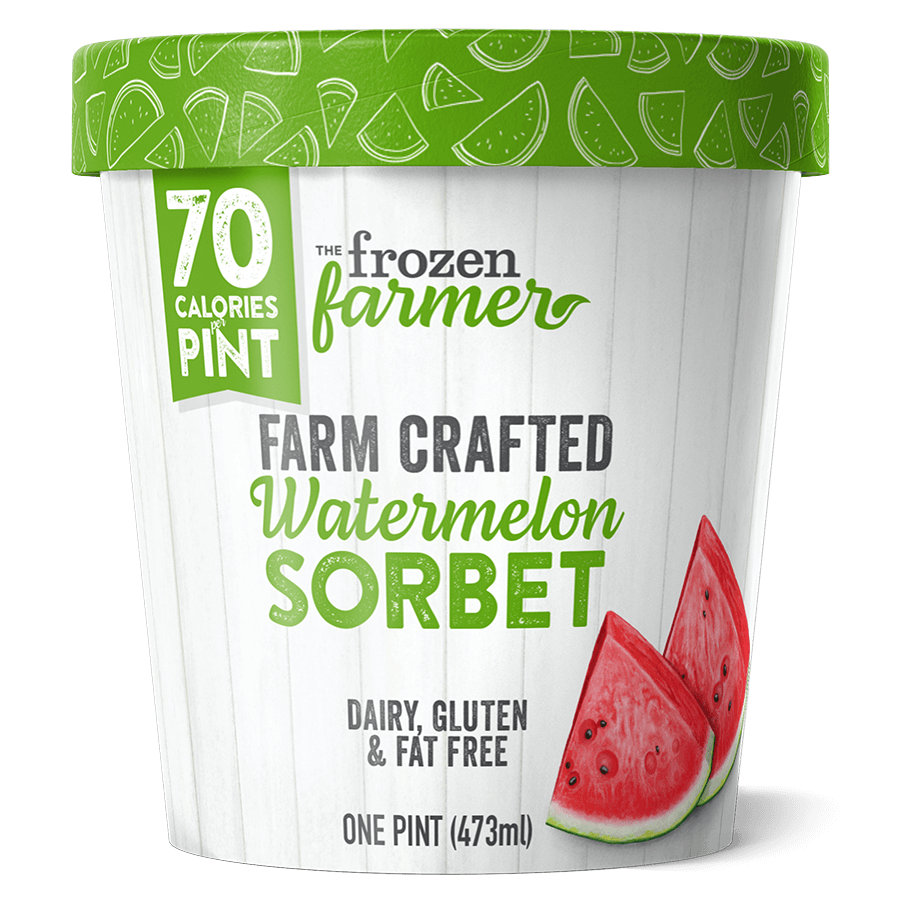 70
CALORIES
per
PINT
THE frozen
farmer
FARM CRAFTED
Watermelon
SORBET
DAIRY, GLUTEN
& FAT FREE
ONE PINT (473ml)